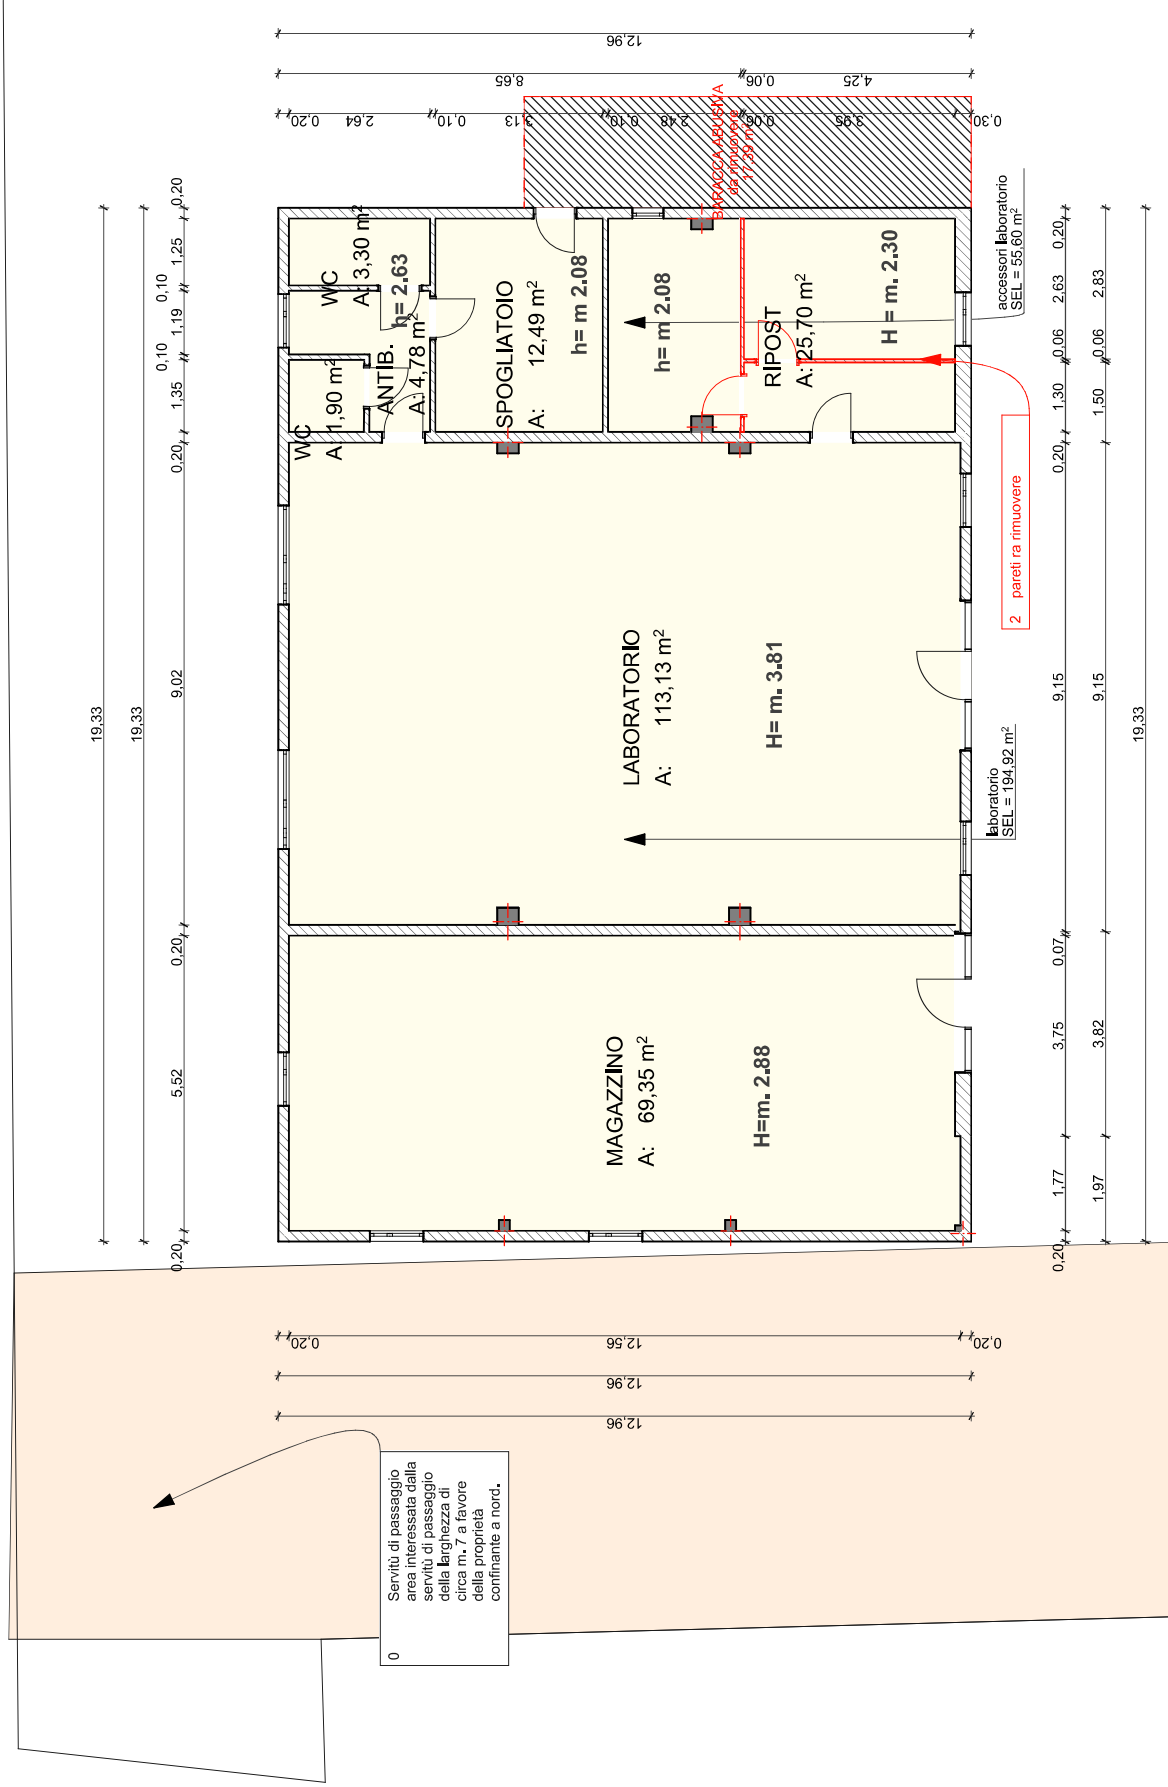 12,96
8,65
0,06
4,25
0,20
2,64
0,10
3,13
0,10
2,48
0,06
3,95
0,30
BARACCA ABUSIVA
da rimuovere
17,39 m²
19,33
19,33
0,20
5,52
0,20
9,02
0,20
1,35
0,10
1,19
0,10
1,25
0,20
WC
A: 3,30 m²
h= 2.63
WC
A: 1,90 m²
ANTIB.
A: 4,78 m²
SPOGLIATOIO
A: 12,49 m²
h= m 2.08
h= m 2.08
RIPOST
A: 25,70 m²
H= m. 2.30
accessori laboratorio
SEL = 55,60 m²
2 pareti ra rimuovere
LABORATORIO
A: 113,13 m²
H= m. 3.81
laboratorio
SEL = 194,92 m²
MAGAZZINO
A: 69,35 m²
H=m. 2.88
0,20
1,77
3,75
0,07
9,15
0,20
1,30
0,06
2,63
0,20
1,97
3,82
9,15
1,50
0,06
2,83
19,33
0,20
12,56
0,20
12,96
12,96
0 Servitù di passaggio
area interessata dalla
servitù di passaggio
della larghezza di
circa m. 7 a favore
della proprietà
confinante a nord.